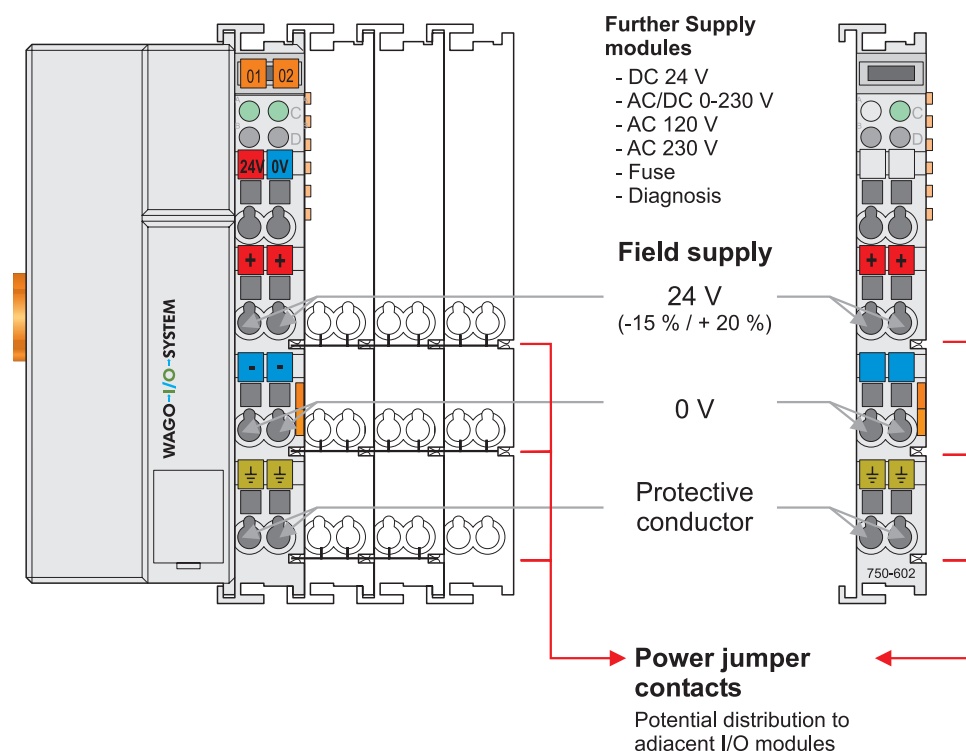 Further Supply
modules
- DC 24 V
- AC/DC 0-230 V
- AC 120 V
- AC 230 V
- Fuse
- Diagnosis
Field supply
24 V
(-15 % / + 20 %)
0 V
Protective
conductor
Power jumper
contacts
Potential distribution to
adjacent I/O modules
01 02
A
C
B
D
24V 0V
+ +
- -
WAGO-I/O-SYSTEM
A
C
B
D
+ +
750-602